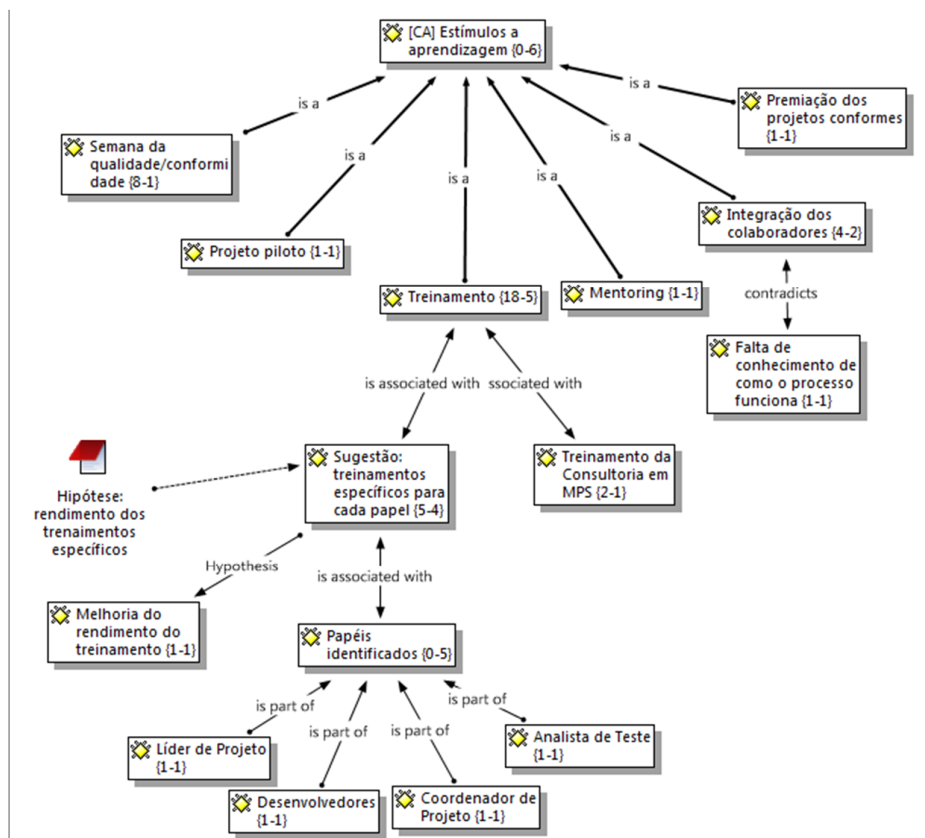 [CA] Estímulos a
aprendizagem {0-6}
is a
is a
Premiação dos
projetos conformes
{1-1}
Semana da
qualidade/conformi
dade {8-1}
is a
is a
is a
is a
Integração dos
colaboradores {4-2}
Projeto piloto {1-1}
Treinamento {18-5}
Mentoring {1-1}
contradicts
Falta de
conhecimento de
como o processo
funciona {1-1}
is associated with
ssociated with
Sugestão:
treinamentos
específicos para
cada papel {5-4}
Treinamento da
Consultoria em
MPS {2-1}
Hipótese:
rendimento dos
trenaimentos
específicos
Hypothesis
is associated with
Melhoria do
rendimento do
treinamento {1-1}
Papéis
identificados {0-5}
is part of
is part of
is part of
is part of
Líder de Projeto
{1-1}
Analista de Teste
{1-1}
Desenvolvedores
{1-1}
Coordenador de
Projeto {1-1}